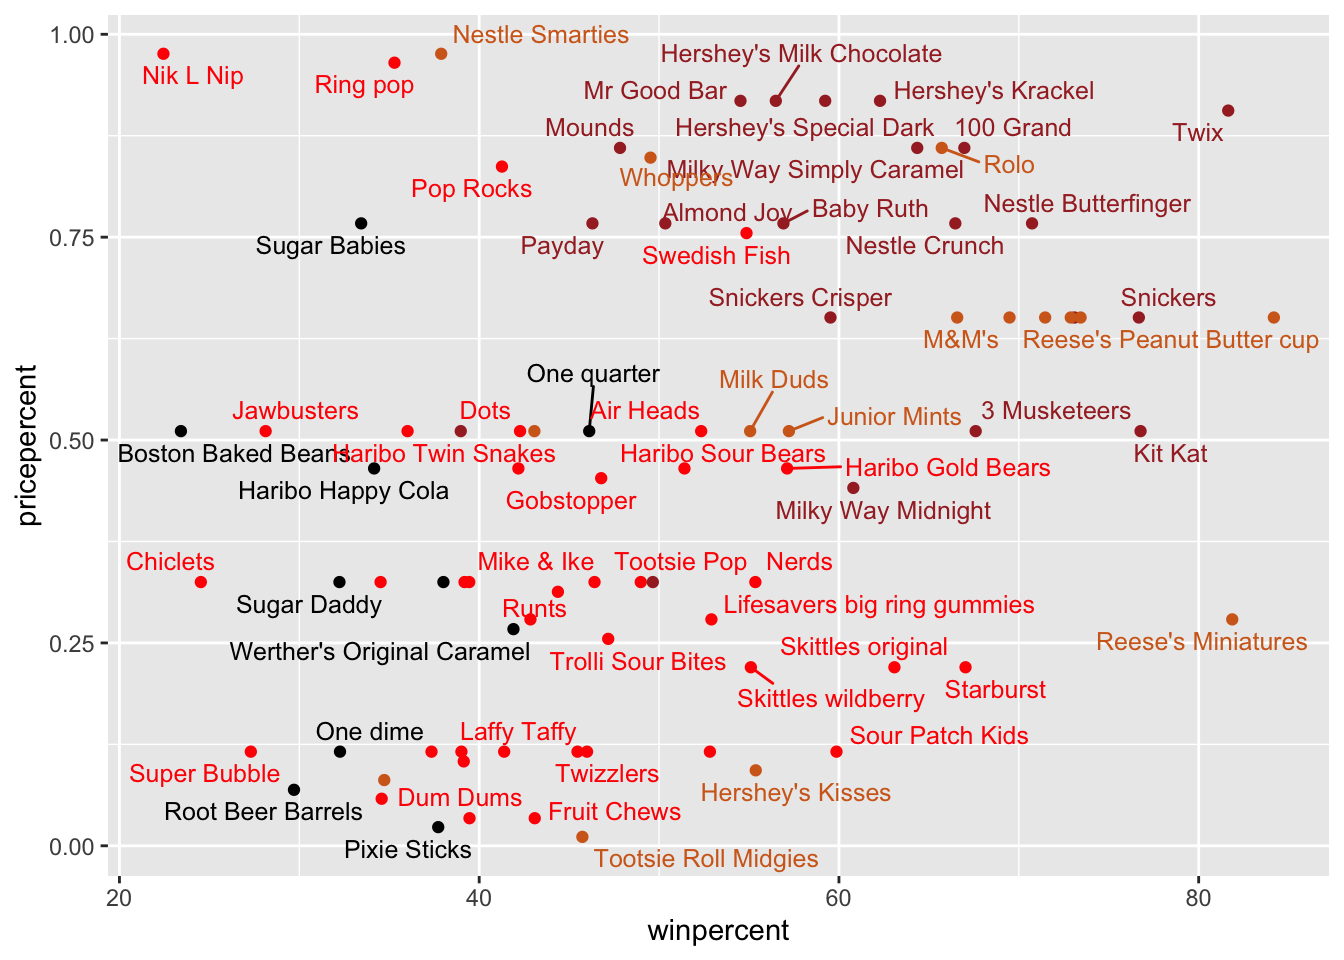 1.00
Nestle Smarties
Hershey's Milk Chocolate
Nik L Nip
Ring pop
Mr Good Bar
Hershey's Krackel
Mounds
Hershey's Special Dark
100 Grand
Twix
Whoppers
Milky Way Simply Caramel
Rolo
Pop Rocks
Almond Joy
Baby Ruth
Nestle Butterfinger
0.75
Sugar Babies
Payday
Swedish Fish
Nestle Crunch
Snickers Crisper
Snickers
M&M's
Reese's Peanut Butter cup
One quarter
Milk Duds
Jawbusters
Dots
Air Heads
Junior Mints
3 Musketeers
0.50
Boston Baked Beans
Haribo Twin Snakes
Haribo Sour Bears
Haribo Gold Bears
Kit Kat
Haribo Happy Cola
Gobstopper
Milky Way Midnight
Chiclets
Mike & Ike
Tootsie Pop
Nerds
Sugar Daddy
Runts
Lifesavers big ring gummies
0.25
Werther's Original Caramel
Trolli Sour Bites
Skittles original
Reese's Miniatures
Skittles wildberry
Starburst
One dime
Laffy Taffy
Sour Patch Kids
Super Bubble
Twizzlers
Hershey's Kisses
Root Beer Barrels
Dum Dums
Fruit Chews
0.00
Pixie Sticks
Tootsie Roll Midgies
20
40
60
80
winpercent
pricepercent